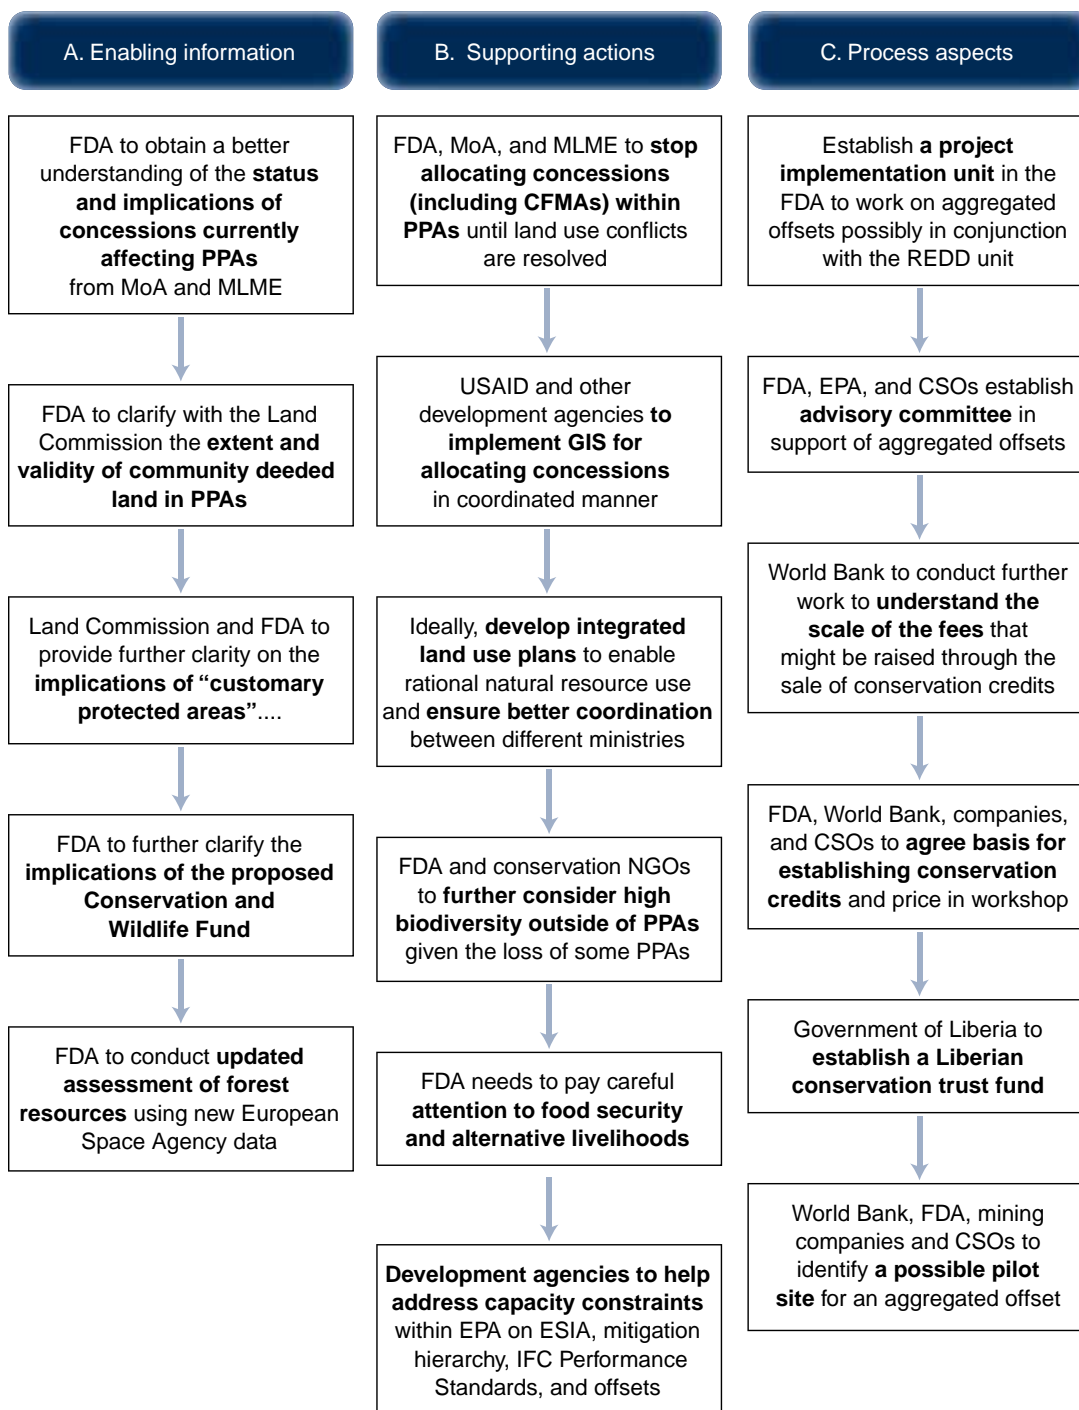 A. Enabling information
FDA to obtain a better
understanding of the status
and implications of
concessions currently
affecting PPAs
from MoA and MLME
FDA to clarify with the Land
Commission the extent and
validity of community deeded
land in PPAs
Land Commission and FDA to
provide further clarity on the
implications of “customary
protected areas”....
FDA to further clarify the
implications of the proposed
Conservation and
Wildlife Fund
FDA to conduct updated
assessment of forest
resources using new European
Space Agency data
B. Supporting actions
FDA, MoA, and MLME to stop
allocating concessions
(including CFMAs) within
PPAs until land use conflicts
are resolved
USAID and other
development agencies to
implement GIS for
allocating concessions
in coordinated manner
Ideally, develop integrated
land use plans to enable
rational natural resource use
and ensure better coordination
between different ministries
FDA and conservation NGOs
to further consider high
biodiversity outside of PPAs
given the loss of some PPAs
FDA needs to pay careful
attention to food security
and alternative livelihoods
Development agencies to help
address capacity constraints
within EPA on ESIA, mitigation
hierarchy, IFC Performance
Standards, and offsets
C. Process aspects
Establish a project
implementation unit in the
FDA to work on aggregated
offsets possibly in conjunction
with the REDD unit
FDA, EPA, and CSOs establish
advisory committee in
support of aggregated offsets
World Bank to conduct further
work to understand the
scale of the fees that
might be raised through the
sale of conservation credits
FDA, World Bank, companies,
and CSOs to agree basis for
establishing conservation
credits and price in workshop
Government of Liberia to
establish a Liberian
conservation trust fund
World Bank, FDA, mining
companies and CSOs to
identify a possible pilot
site for an aggregated offset